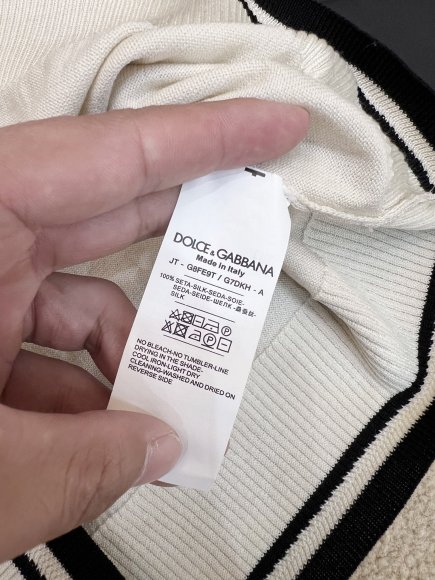 DOLCE & GABBANA
Made in Italy
JT - G9FE9T / G7DKH - A
100% SETA-SILK-SEDA-SOIE-
SEDA-SEIDE-ШЕЛК -桑蚕丝-
SILK
NO BLEACH-NO TUMBLER-LINE
DRYING IN THE SHADE-
COOL IRON-LIGHT DRY
CLEANING-WASHED AND DRIED ON
REVERSE SIDE